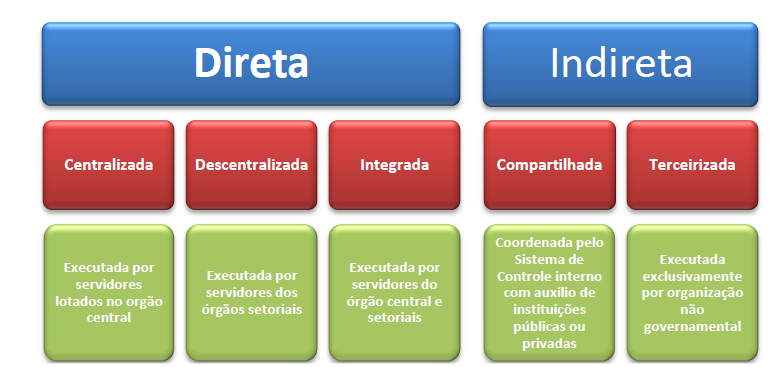 Direta
Indireta
Centralizada
Descentralizada
Integrada
Compartilhada
Terceirizada
Executada por
servidores
lotados no orgão
central
Executada por
servidores dos
órgãos setoriais
Executada por
servidores do
órgão central e
setoriais
Coordenada pelo
Sistema de
Controle interno
com auxílio de
instituições
públicas ou
privadas
Executada
exclusivamente
por organização
não
governamental